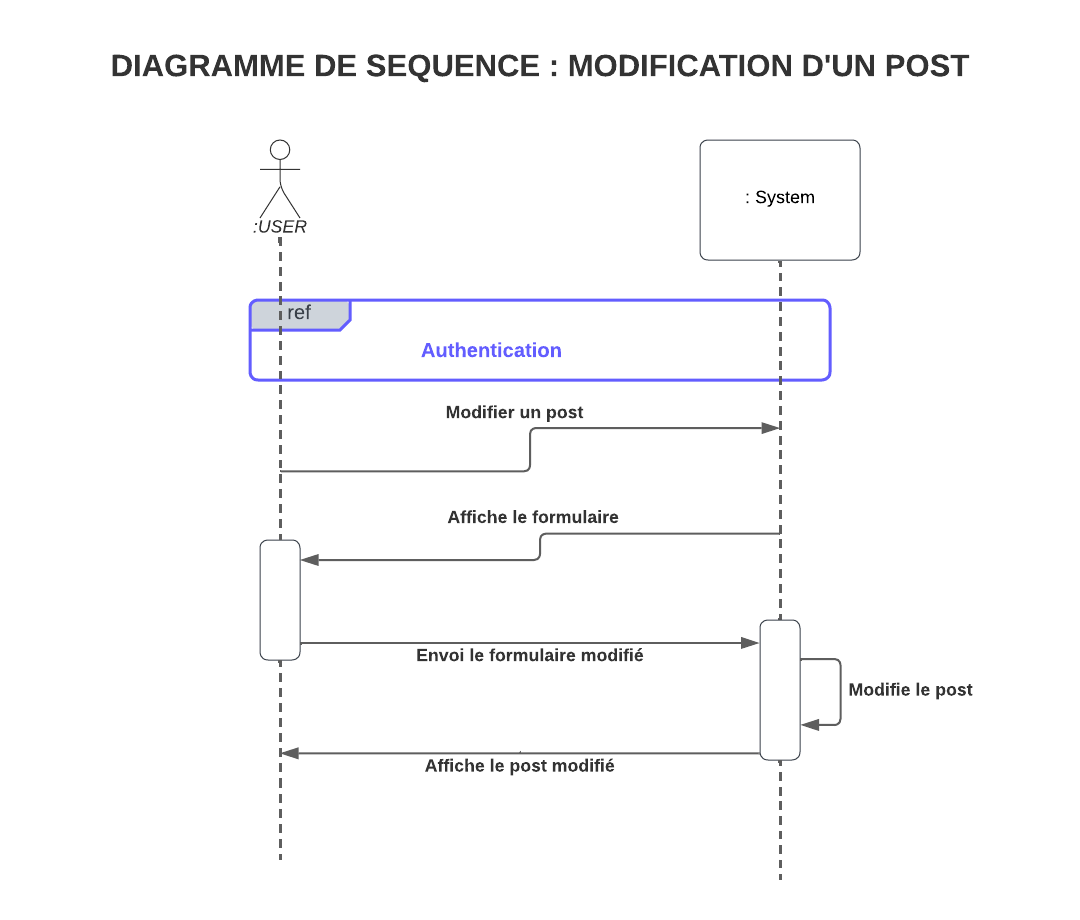 DIAGRAMME DE SEQUENCE : MODIFICATION D'UN POST
:USER
: System
ref
Authentication
Modifier un post
Affiche le formulaire
Envoi le formulaire modifié
Modifie le post
Affiche le post modifié